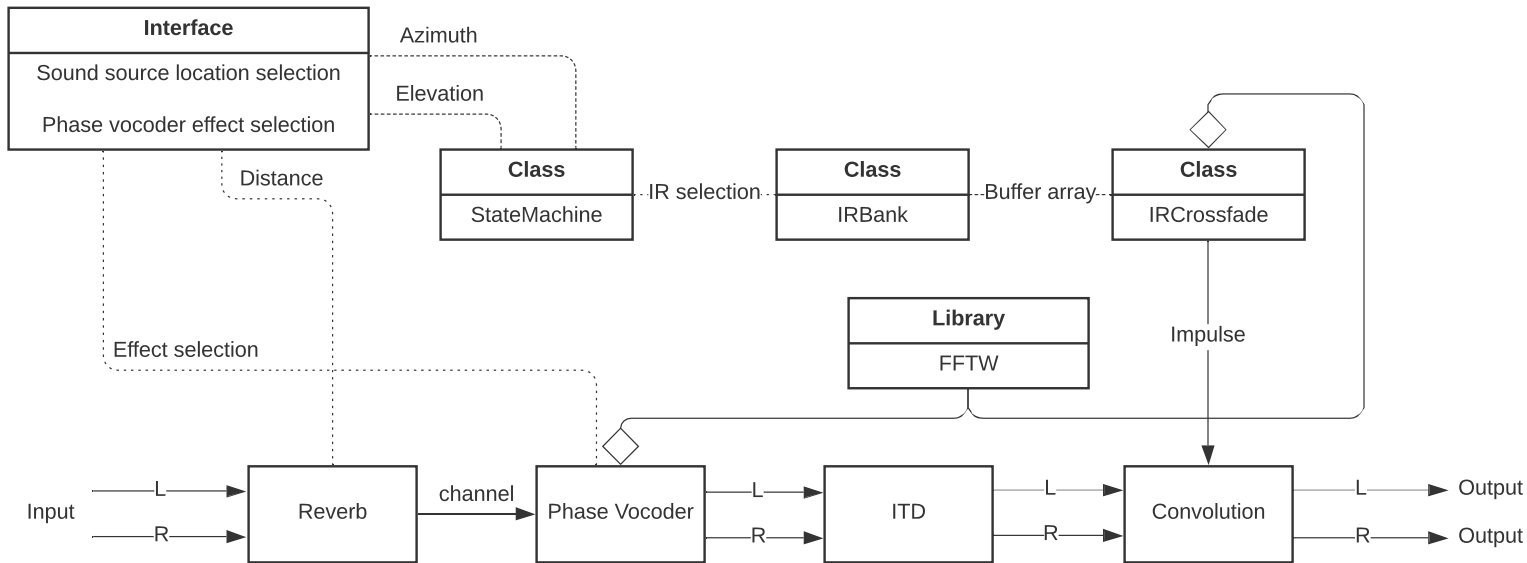 Interface
Sound source location selection
Phase vocoder effect selection
Azimuth
Elevation
Distance
Class
StateMachine
IR selection
Class
IRBank
Buffer array
Class
IRCrossfade
Library
FFTW
Impulse
Effect selection
Input
L
R
Reverb
channel
Phase Vocoder
L
R
ITD
L
R
Convolution
L
R
Output
Output